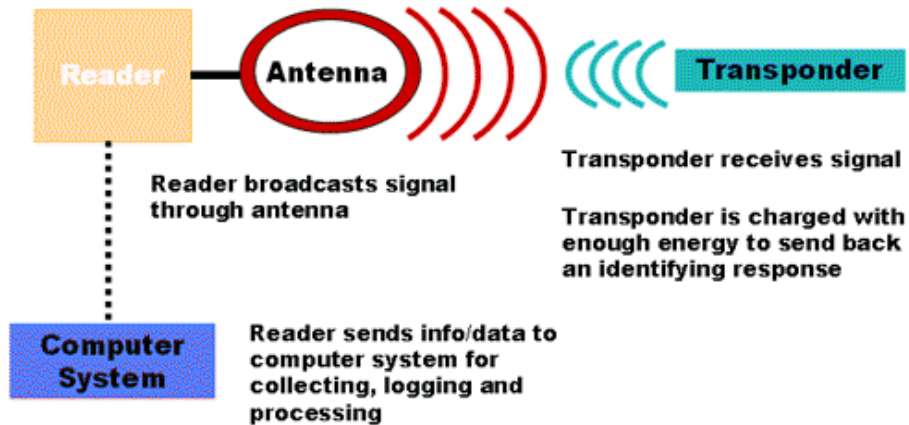 Reader
Antenna
Transponder
Reader broadcasts signal
through antenna
Transponder receives signal
Transponder is charged with
enough energy to send back
an identifying response
Computer
System
Reader sends info/data to
computer system for
collecting, logging and
processing